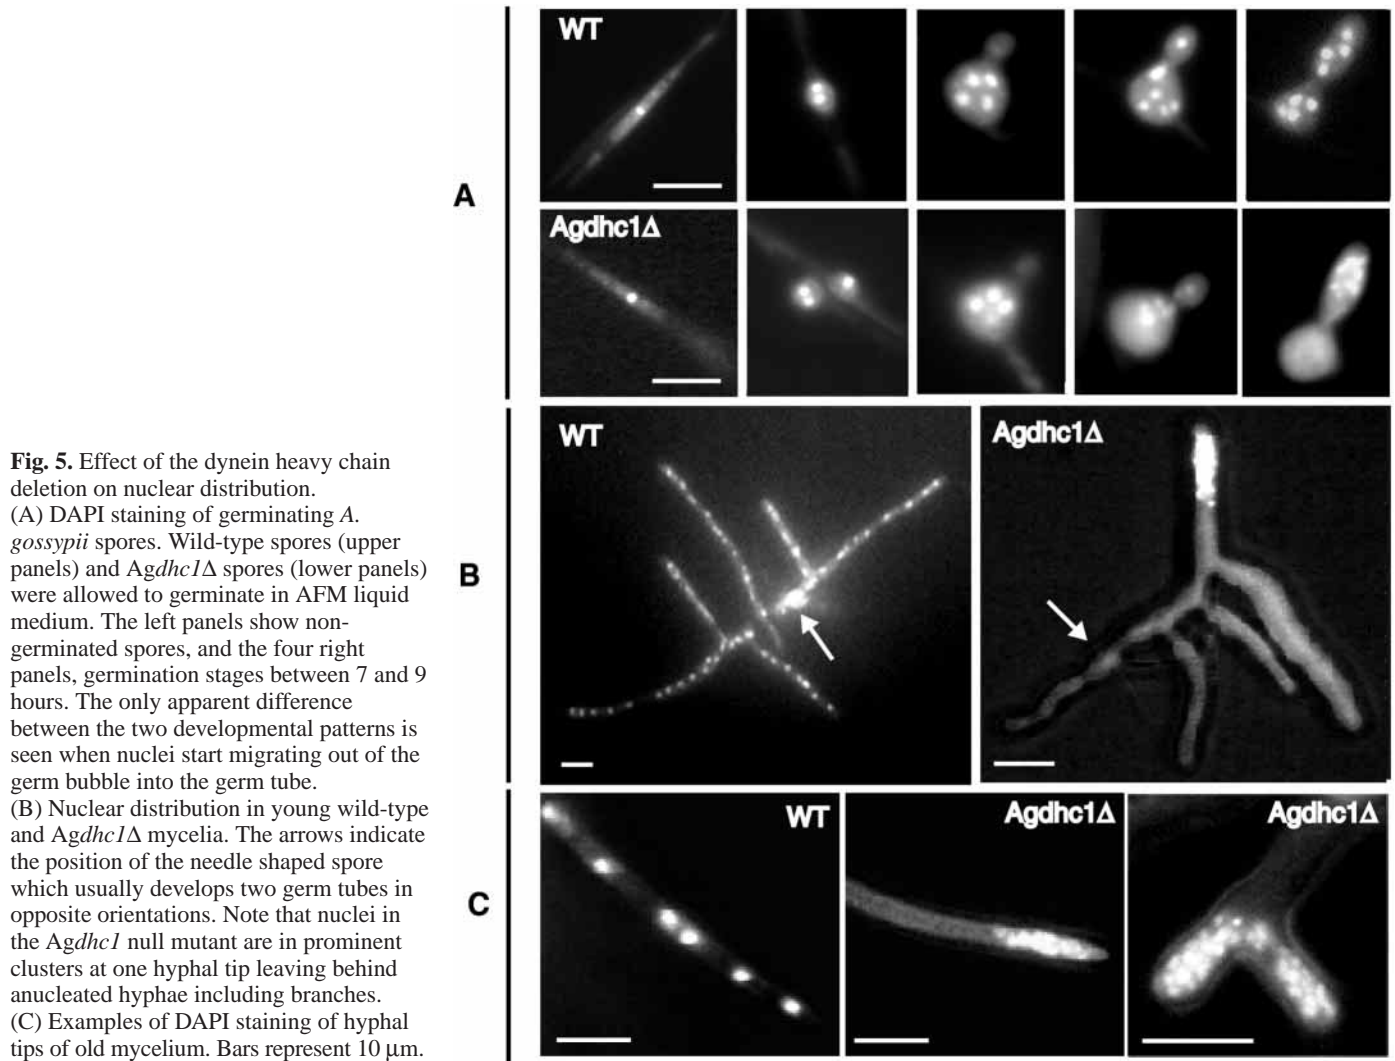 WT
Agdhc1Δ
A
WT
Agdhc1Δ
B
WT
Agdhc1Δ
Agdhc1Δ
C
Fig. 5. Effect of the dynein heavy chain
deletion on nuclear distribution.
(A) DAPI staining of germinating A.
gossypii spores. Wild-type spores (upper
panels) and Agdhc1Δ spores (lower panels)
were allowed to germinate in AFM liquid
medium. The left panels show non-
germinated spores, and the four right
panels, germination stages between 7 and 9
hours. The only apparent difference
between the two developmental patterns is
seen when nuclei start migrating out of the
germ bubble into the germ tube.
(B) Nuclear distribution in young wild-type
and Agdhc1Δ mycelia. The arrows indicate
the position of the needle shaped spore
which usually develops two germ tubes in
opposite orientations. Note that nuclei in
the Agdhc1 null mutant are in prominent
clusters at one hyphal tip leaving behind
anucleated hyphae including branches.
(C) Examples of DAPI staining of hyphal
tips of old mycelium. Bars represent 10 μm.